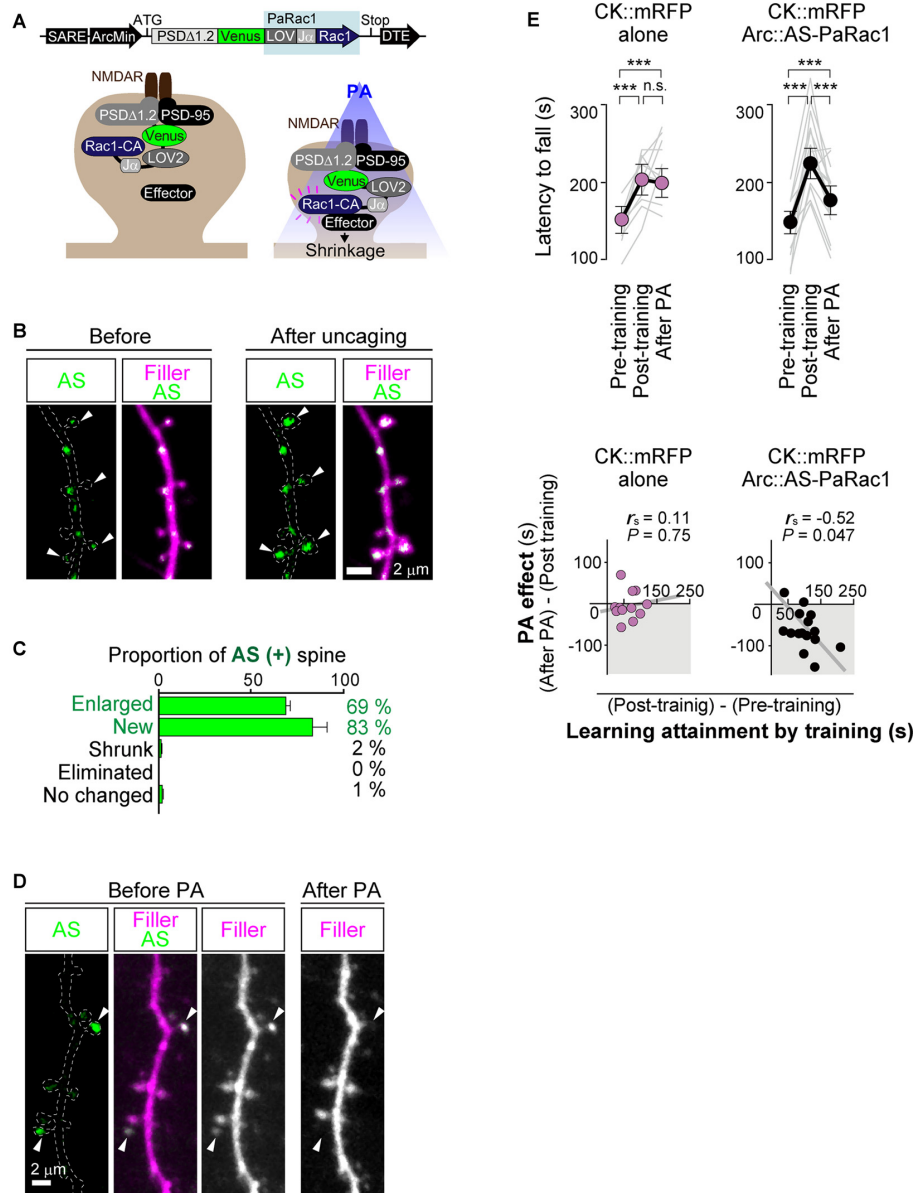 A
ATG
PaRac1
Stop
SARE ArcMin
PSDΔ1.2
Venus
LOV
Jα
Rac1
DTE
NMDAR
PSDΔ1.2
PSD-95
Venus
Rac1-CA
LOV2
Jα
Effector
PA
NMDAR
PSDΔ1.2
PSD-95
Venus
LOV2
Rac1-CA
Jα
Effector
Shrinkage
B
Before
After uncaging
AS
Filler
AS
AS
Filler
AS
2 μm
C
Proportion of AS (+) spine
0
50
100
Enlarged
69 %
New
83 %
Shrunk
2 %
Eliminated
0 %
No changed
1 %
D
Before PA
After PA
AS
Filler
AS
Filler
Filler
2 μm
E
CK::mRFP
alone
CK::mRFP
Arc::AS-PaRac1
***
***
n.s.
***
***
***
Latency to fall (s)
300
200
100
300
200
100
Pre-training
Post-training
After PA
Pre-training
Post-training
After PA
CK::mRFP
alone
CK::mRFP
Arc::AS-PaRac1
rs = 0.11
P = 0.75
rs = -0.52
P = 0.047
PA effect (s)
(After PA) - (Post training)
100
0
-100
0
50
150
250
100
0
-100
0
50
150
250
(Post-trainig) - (Pre-training)
Learning attainment by training (s)